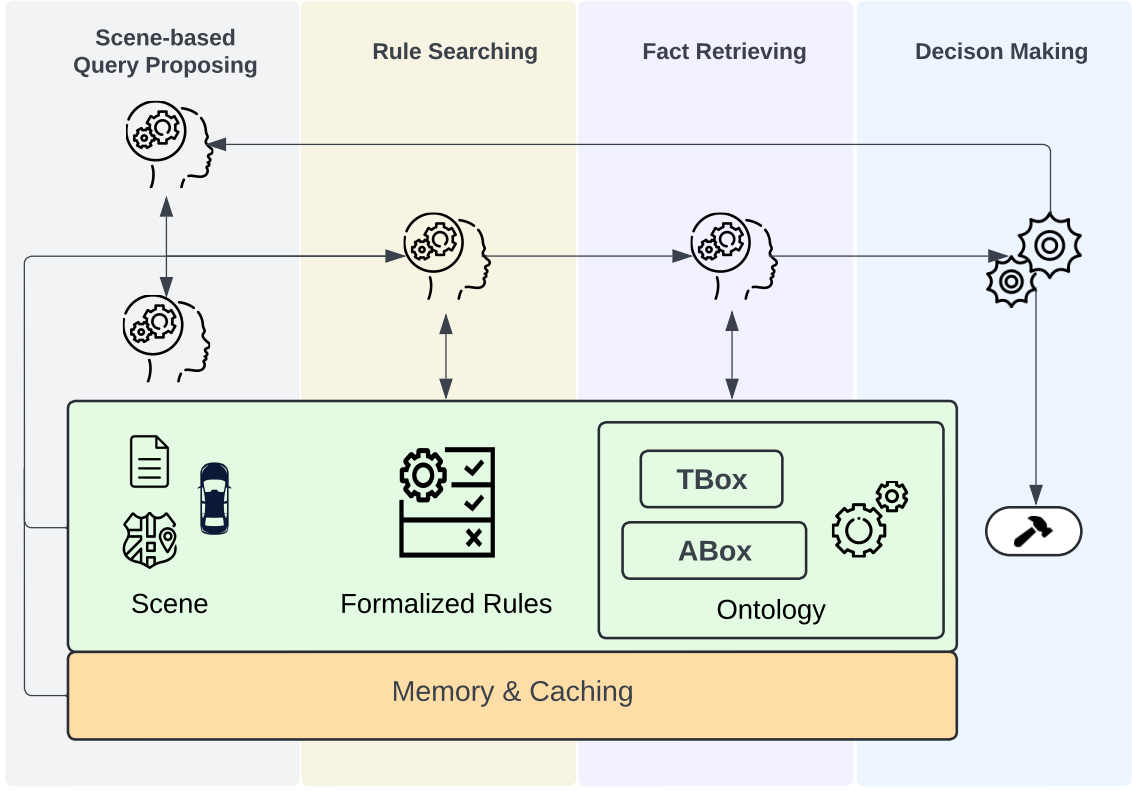 Scene-based
Query Proposing
Rule Searching
Fact Retrieving
Decison Making
TBox
ABox
Scene
Formalized Rules
Ontology
Memory & Caching